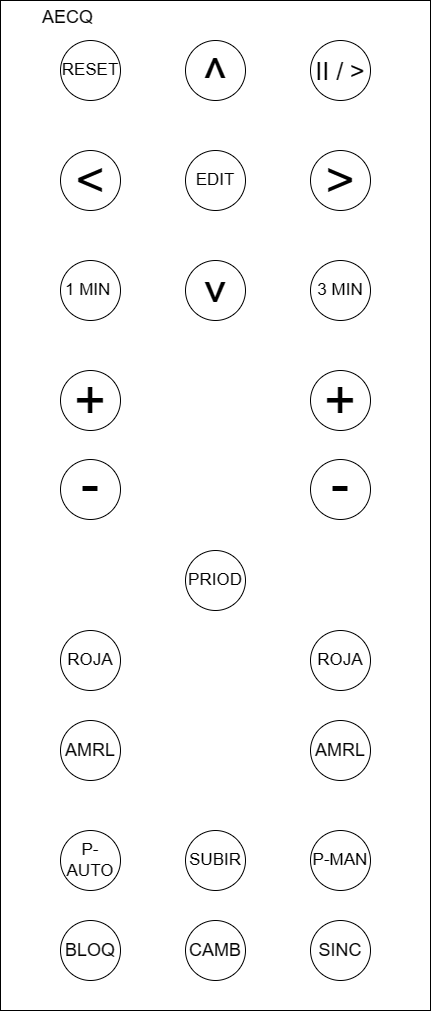 AECQ
RESET
^
II / >
<
EDIT
>
1 MIN
v
3 MIN
+
+
-
-
PRIOD
ROJA
ROJA
AMRL
AMRL
P-
AUTO
SUBIR
P-MAN
BLOQ
CAMB
SINC